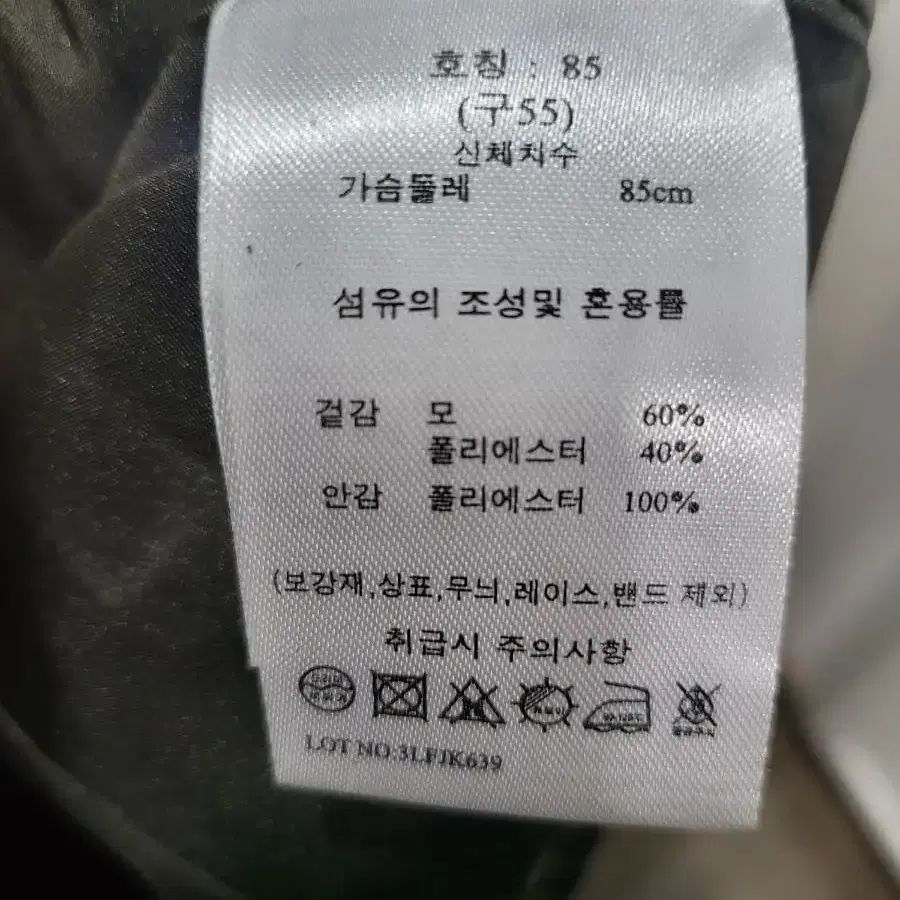 호칭 : 85
(구55)
신체치수
가슴둘레 85cm
섬유의 조성및 혼용률
겉감 모 60%
폴리에스터 40%
안감 폴리에스터 100%
(보강재,상표,무늬,레이스,밴드 제외)
취급시 주의사항
LOT NO:3LFJK639